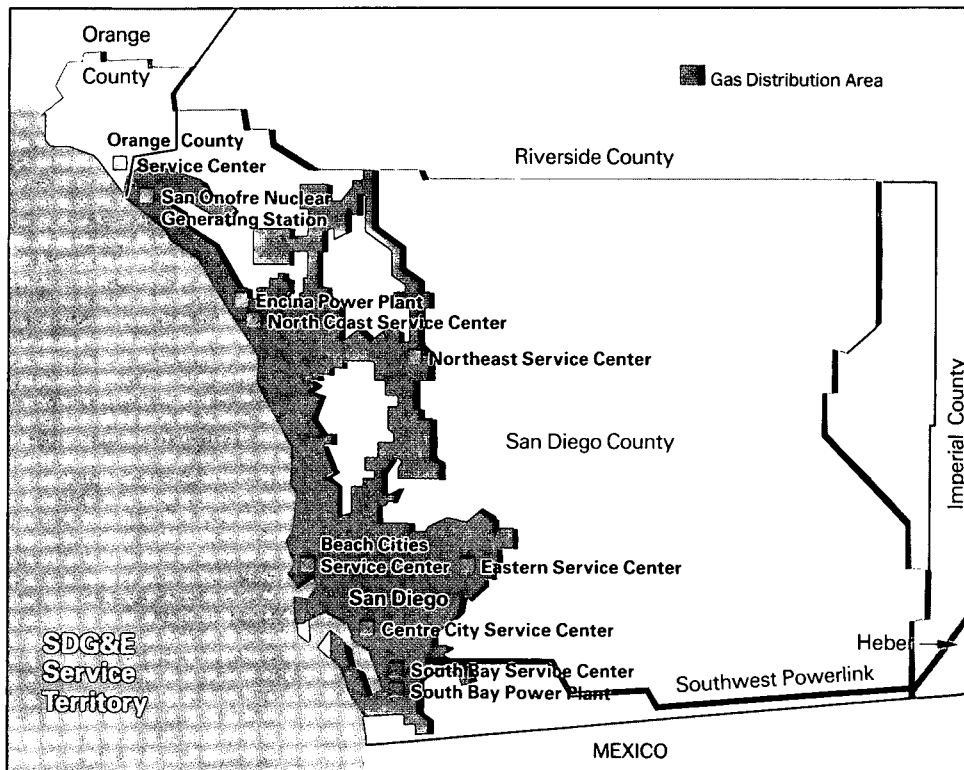 Orange
County
Gas Distribution Area
Orange County
Service Center
Riverside County
San Onofre Nuclear
Generating Station
Encina Power Plant
North Coast Service Center
Northeast Service Center
San Diego County
Imperial County
Beach Cities
Service Center
Eastern Service Center
San Diego
Centre City Service Center
SDG&E
Service
Territory
Heber
South Bay Service Center
South Bay Power Plant
Southwest Powerlink
MEXICO